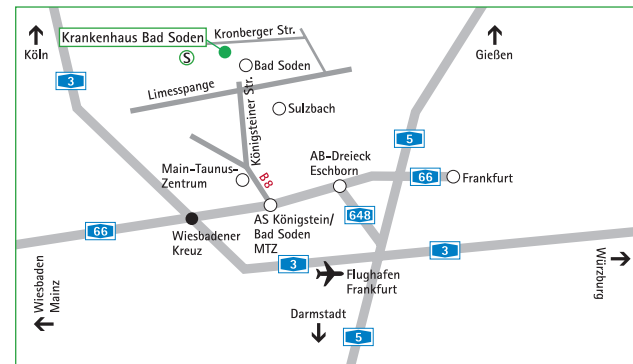 Köln
Krankenhaus Bad Soden
Kronberger Str.
Gießen
S
Bad Soden
3
Limesspange
Königsteiner Str.
Sulzbach
5
AB-Dreieck
Eschborn
Main-Taunus-
Zentrum
B8
66
Frankfurt
648
66
Wiesbadener
Kreuz
AS Königstein/
Bad Soden
MTZ
3
3
Wiesbaden
Mainz
Flughafen
Frankfurt
Würzburg
Darmstadt
5